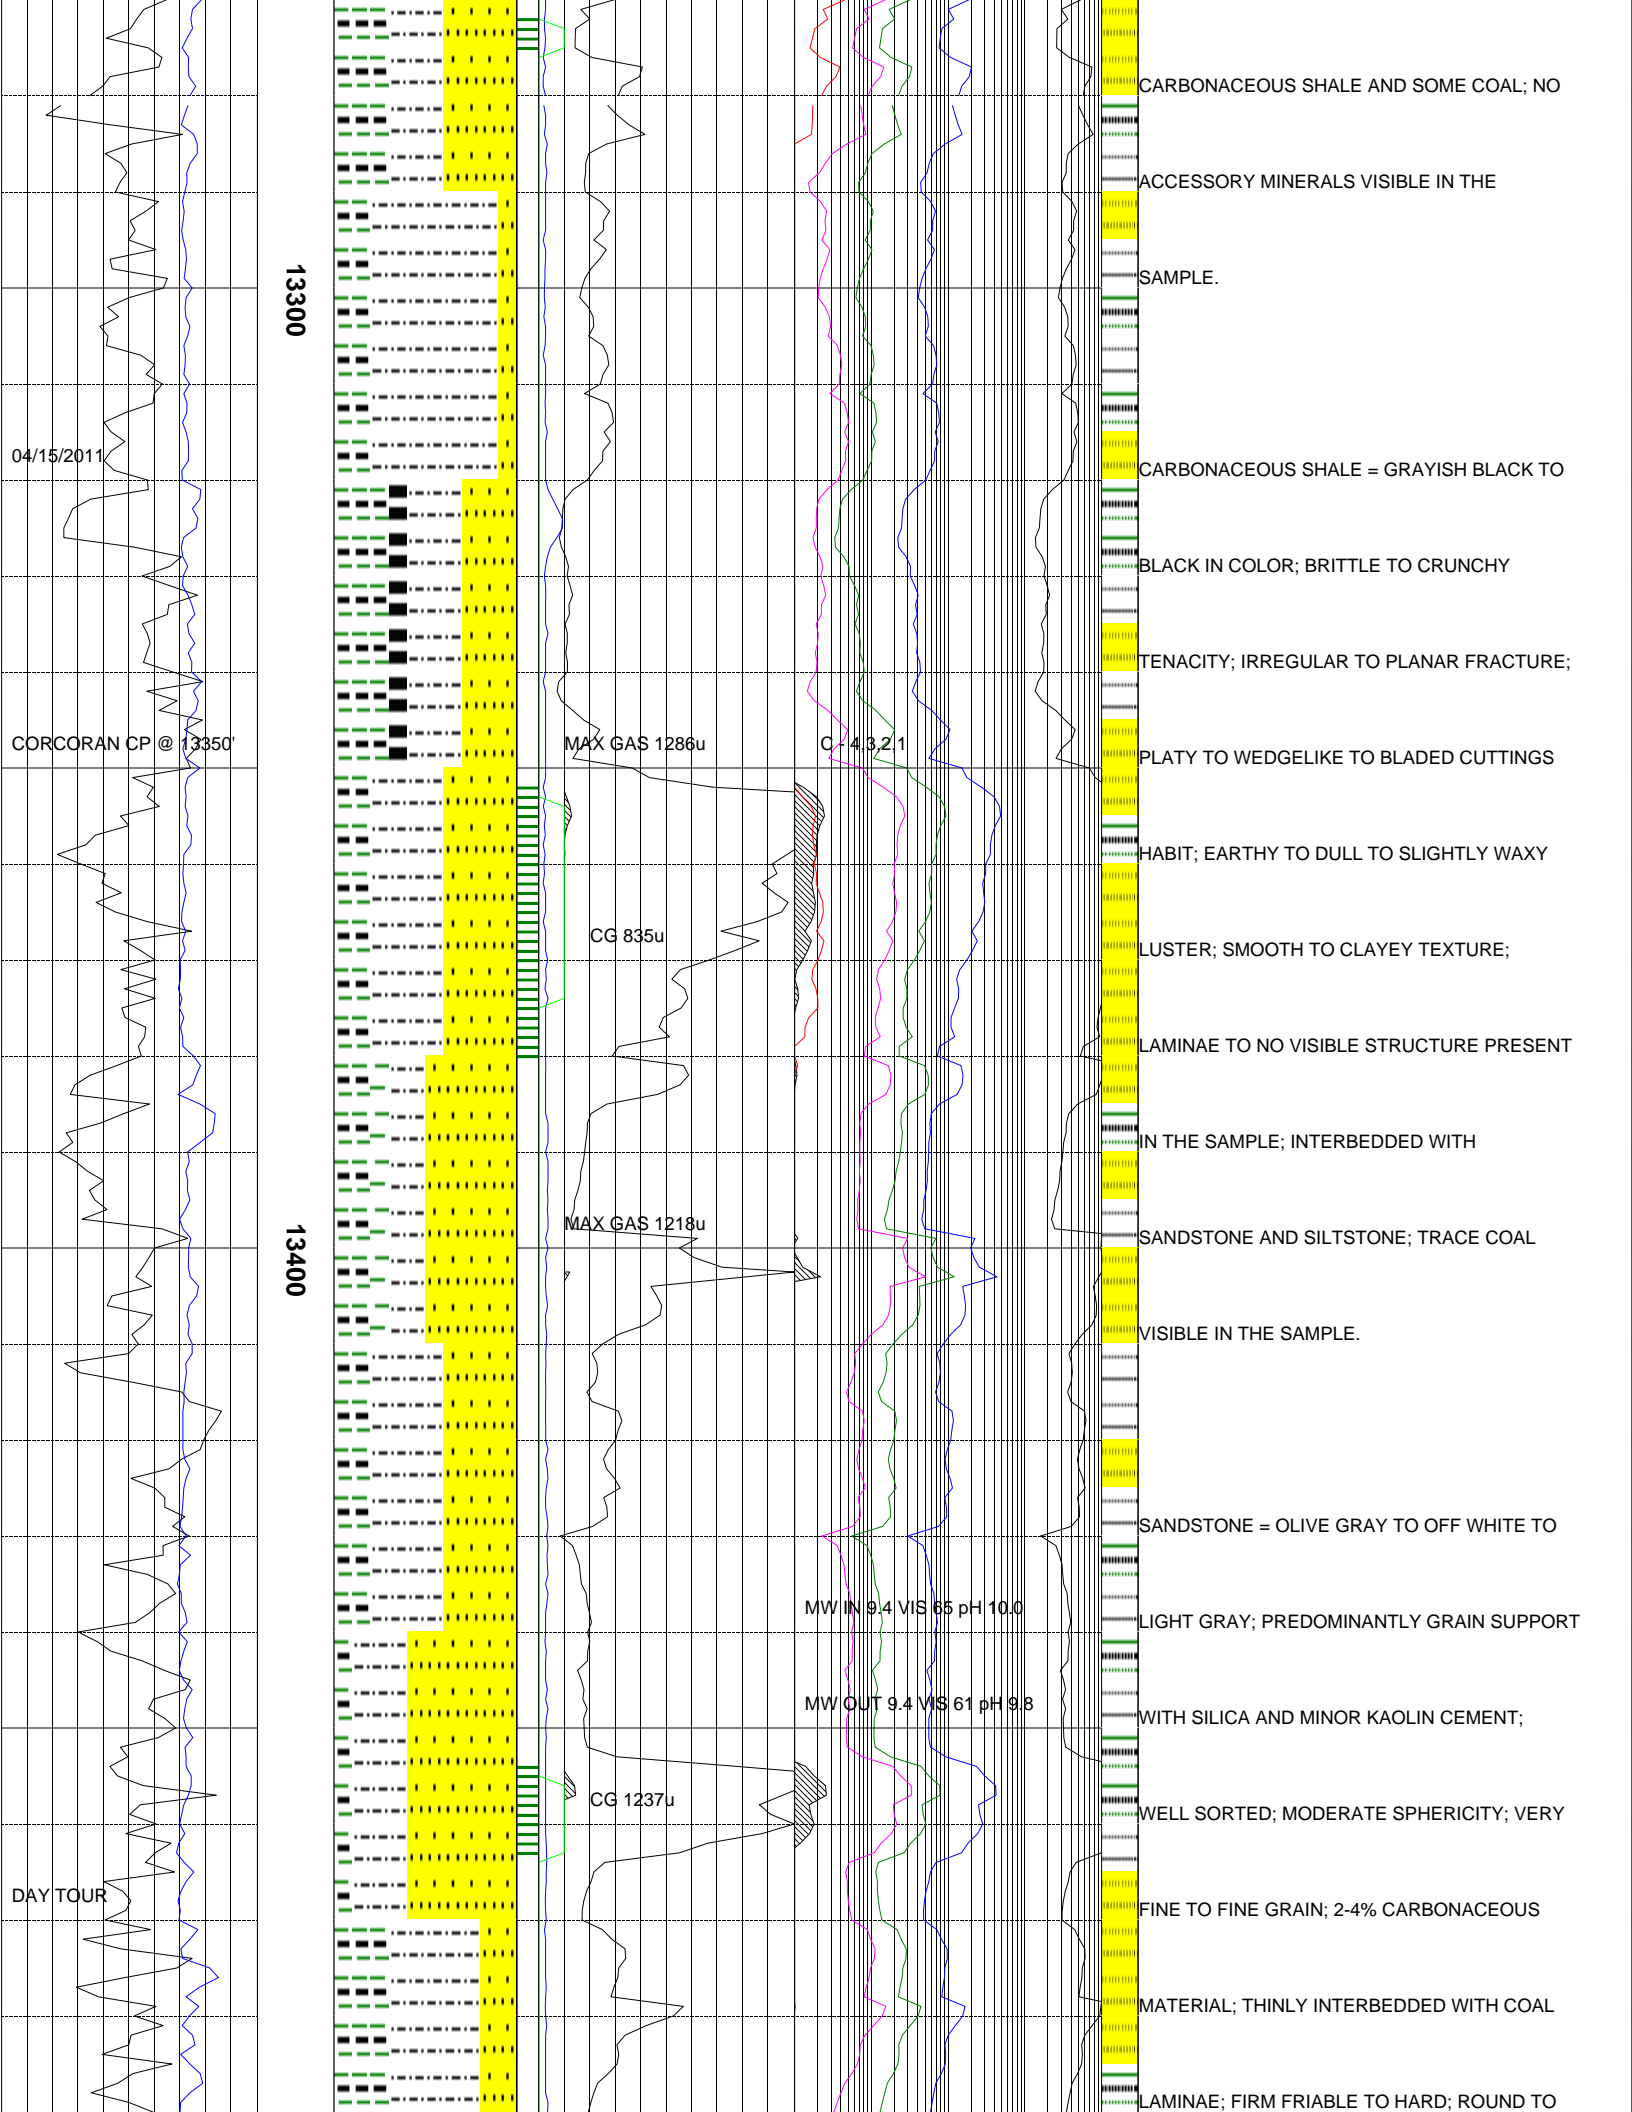 CARBONACEOUS SHALE AND SOME COAL; NO
ACCESSORY MINERALS VISIBLE IN THE
13300
SAMPLE.
04/15/2011
CARBONACEOUS SHALE = GRAYISH BLACK TO
BLACK IN COLOR; BRITTLE TO CRUNCHY
TENACITY; IRREGULAR TO PLANAR FRACTURE;
CORCORAN CP @ 13350'
MAX GAS 1286u
C - 4,3,2,1
PLATY TO WEDGELIKE TO BLADED CUTTINGS
HABIT; EARTHY TO DULL TO SLIGHTLY WAXY
CG 835u
LUSTER; SMOOTH TO CLAYEY TEXTURE;
LAMINAE TO NO VISIBLE STRUCTURE PRESENT
IN THE SAMPLE; INTERBEDDED WITH
MAX GAS 1218u
SANDSTONE AND SILTSTONE; TRACE COAL
13400
VISIBLE IN THE SAMPLE.
SANDSTONE = OLIVE GRAY TO OFF WHITE TO
MW IN 9.4 VIS 65 pH 10.0
LIGHT GRAY; PREDOMINANTLY GRAIN SUPPORT
MW OUT 9.4 VIS 61 pH 9.8
WITH SILICA AND MINOR KAOLIN CEMENT;
CG 1237u
WELL SORTED; MODERATE SPHERICITY; VERY
DAY TOUR
FINE TO FINE GRAIN; 2-4% CARBONACEOUS
MATERIAL; THINLY INTERBEDDED WITH COAL
LAMINAE; FIRM FRIABLE TO HARD; ROUND TO